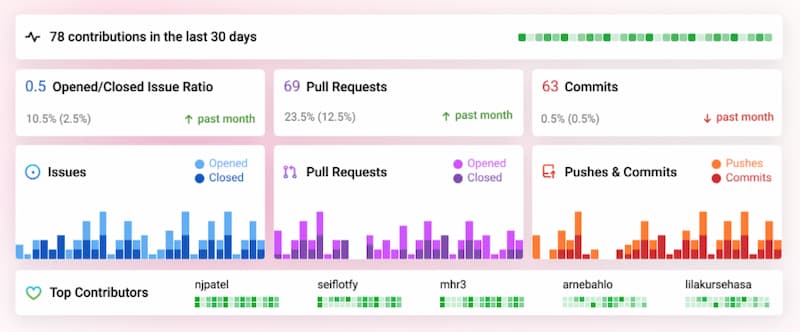 78 contributions in the last 30 days
0.5 Opened/Closed Issue Ratio
10.5% (2.5%) ↑ past month
69 Pull Requests
23.5% (12.5%) ↑ past month
63 Commits
0.5% (0.5%) ↓ past month
Issues
Opened
Closed
Pull Requests
Opened
Closed
Pushes & Commits
Pushes
Commits
Top Contributors
njpatel
seiflotfy
mhr3
arnebahlo
lilakursehasa